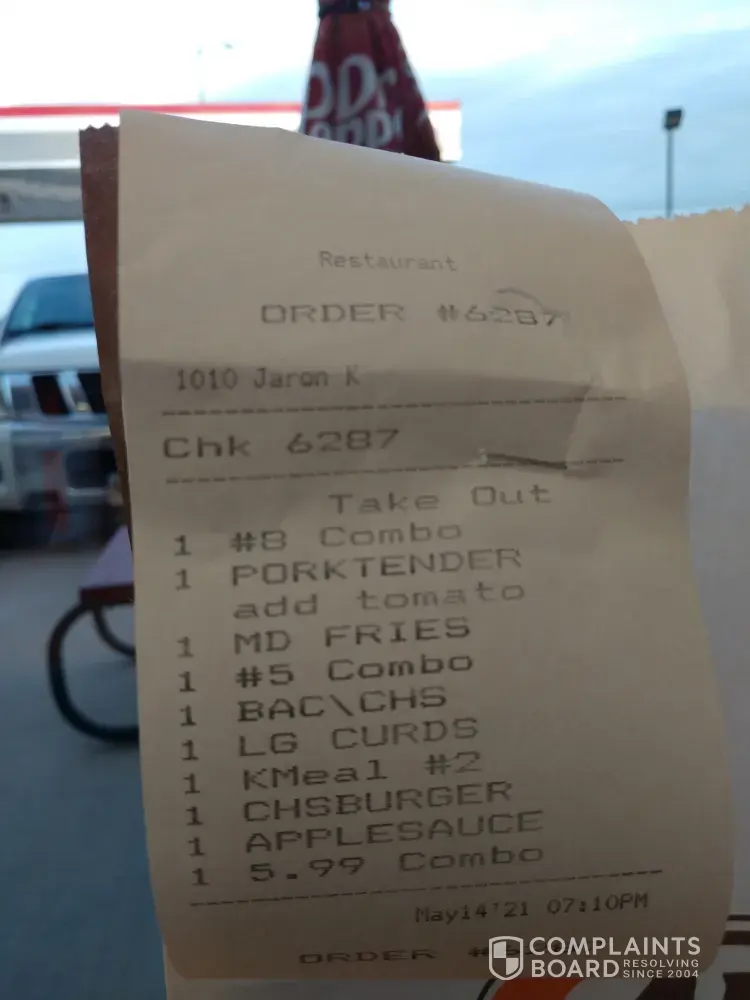 Dr
Restaurant
ORDER #6287
1010 Jaron K
Chk 6287
Take Out
1 #8 Combo
1 PORKTENDER
add tomato
1 MD FRIES
1 #5 Combo
1 BAC\CHS
1 LG CURDS
1 KMeal #2
1 CHSBURGER
1 APPLESAUCE
1 5.99 Combo
May14'21 07:10PM
ORDER
COMPLAINTS
BOARD RESOLVING
SINCE 2004